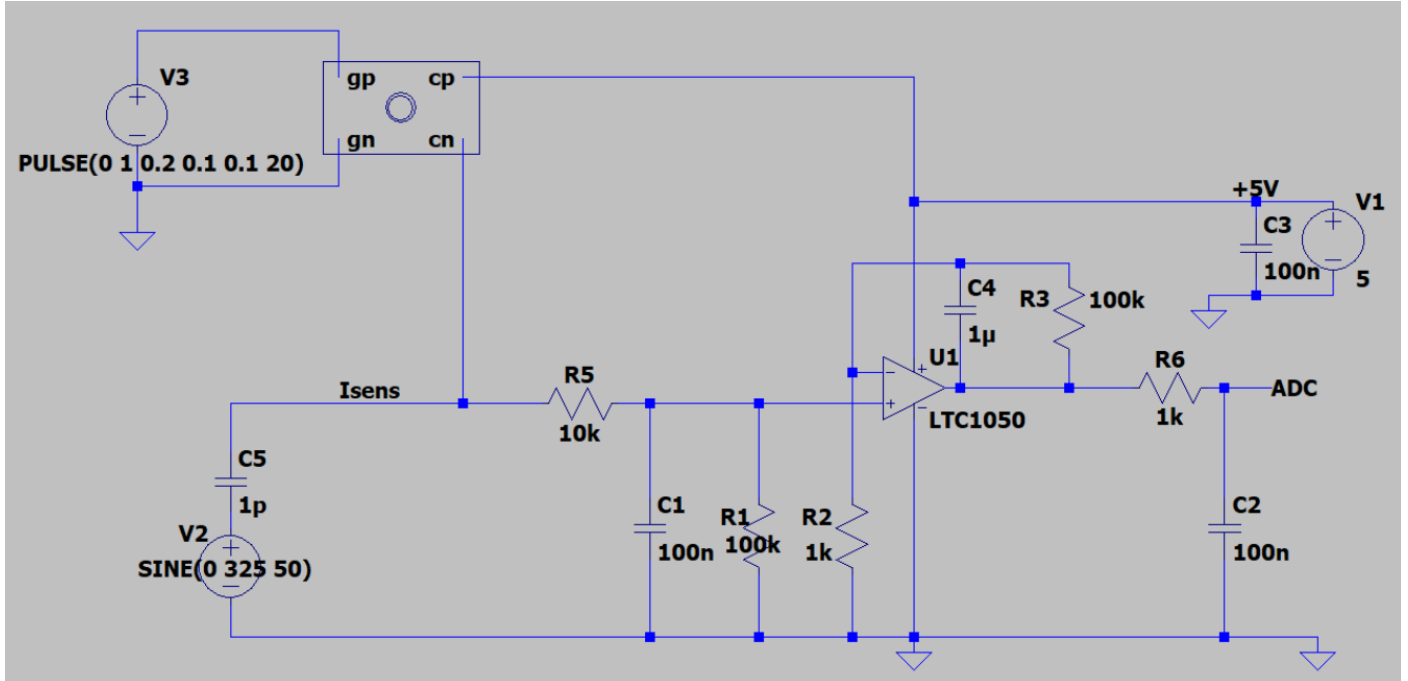 V3
PULSE(0 1 0.2 0.1 0.1 20)
gp
cp
gn
cn
+5V
V1
5
C3
100n
C4
1µ
R3
100k
U1
LTC1050
R6
1k
ADC
Isens
R5
10k
C5
1p
V2
SINE(0 325 50)
C1
100n
R1
100k
R2
1k
C2
100n